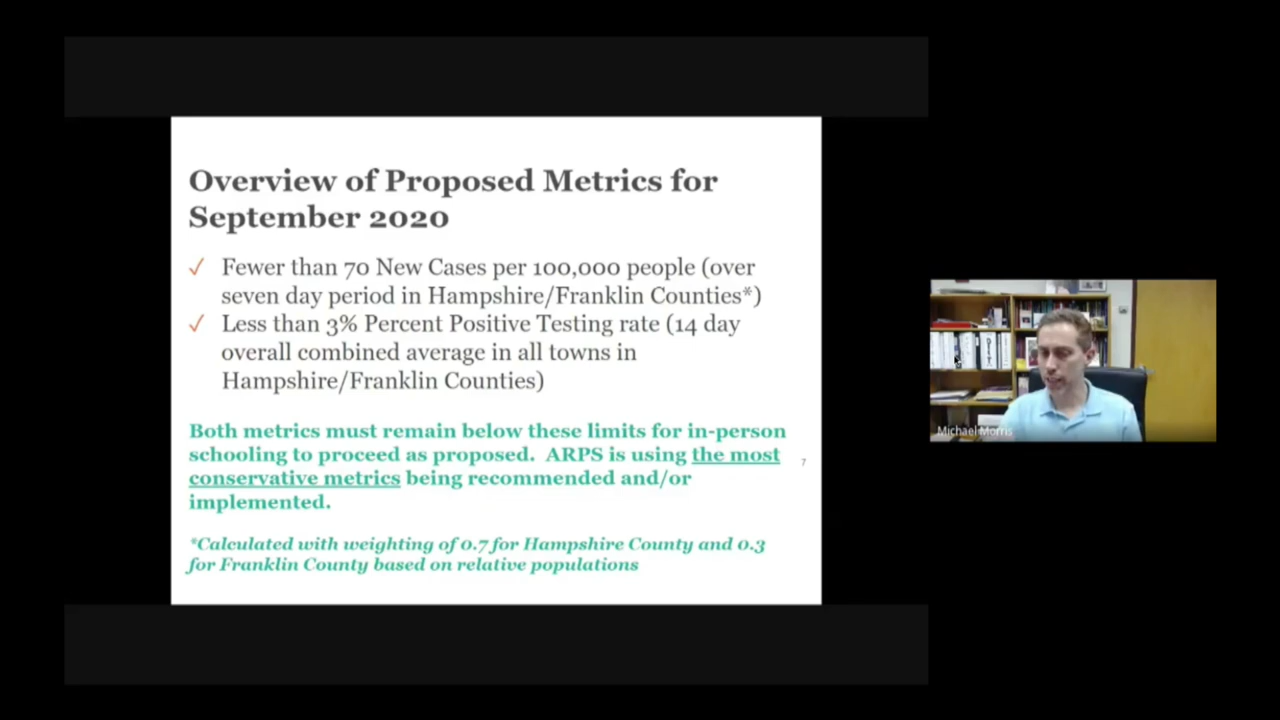 Overview of Proposed Metrics for
September 2020
✓ Fewer than 70 New Cases per 100,000 people (over
seven day period in Hampshire/Franklin Counties*)
✓ Less than 3% Percent Positive Testing rate (14 day
overall combined average in all towns in
Hampshire/Franklin Counties)
Both metrics must remain below these limits for in-person
schooling to proceed as proposed. ARPS is using the most
conservative metrics being recommended and/or
implemented.
7
*Calculated with weighting of 0.7 for Hampshire County and 0.3
for Franklin County based on relative populations
Michael Morris